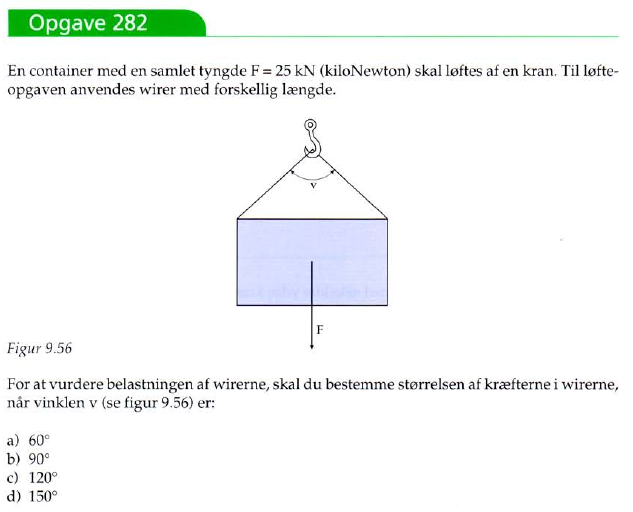 Opgave 282
En container med en samlet tyngde F = 25 kN (kiloNewton) skal løftes af en kran. Til løfte-
opgaven anvendes wirer med forskellig længde.
v
F
Figur 9.56
For at vurdere belastningen af wirerne, skal du bestemme størrelsen af kræfterne i wirerne,
når vinklen v (se figur 9.56) er:
a) 60°
b) 90°
c) 120°
d) 150°